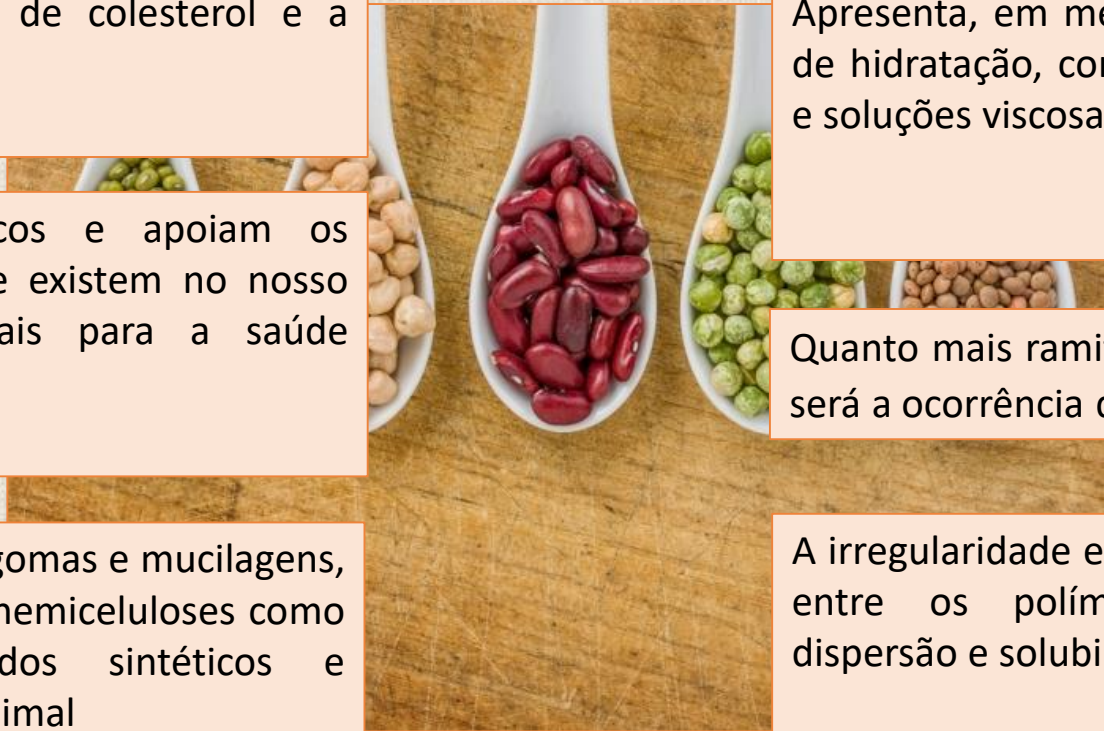 de colesterol e a
cos e apoiam os
e existem no nosso
ais para a saúde
gomas e mucilagens,
hemiceluloses como
dos sintéticos e
imal
Apresenta, em me
de hidratação, cor
e soluções viscosa
Quanto mais rami
será a ocorrência
A irregularidade e
entre os polím
dispersão e solubi